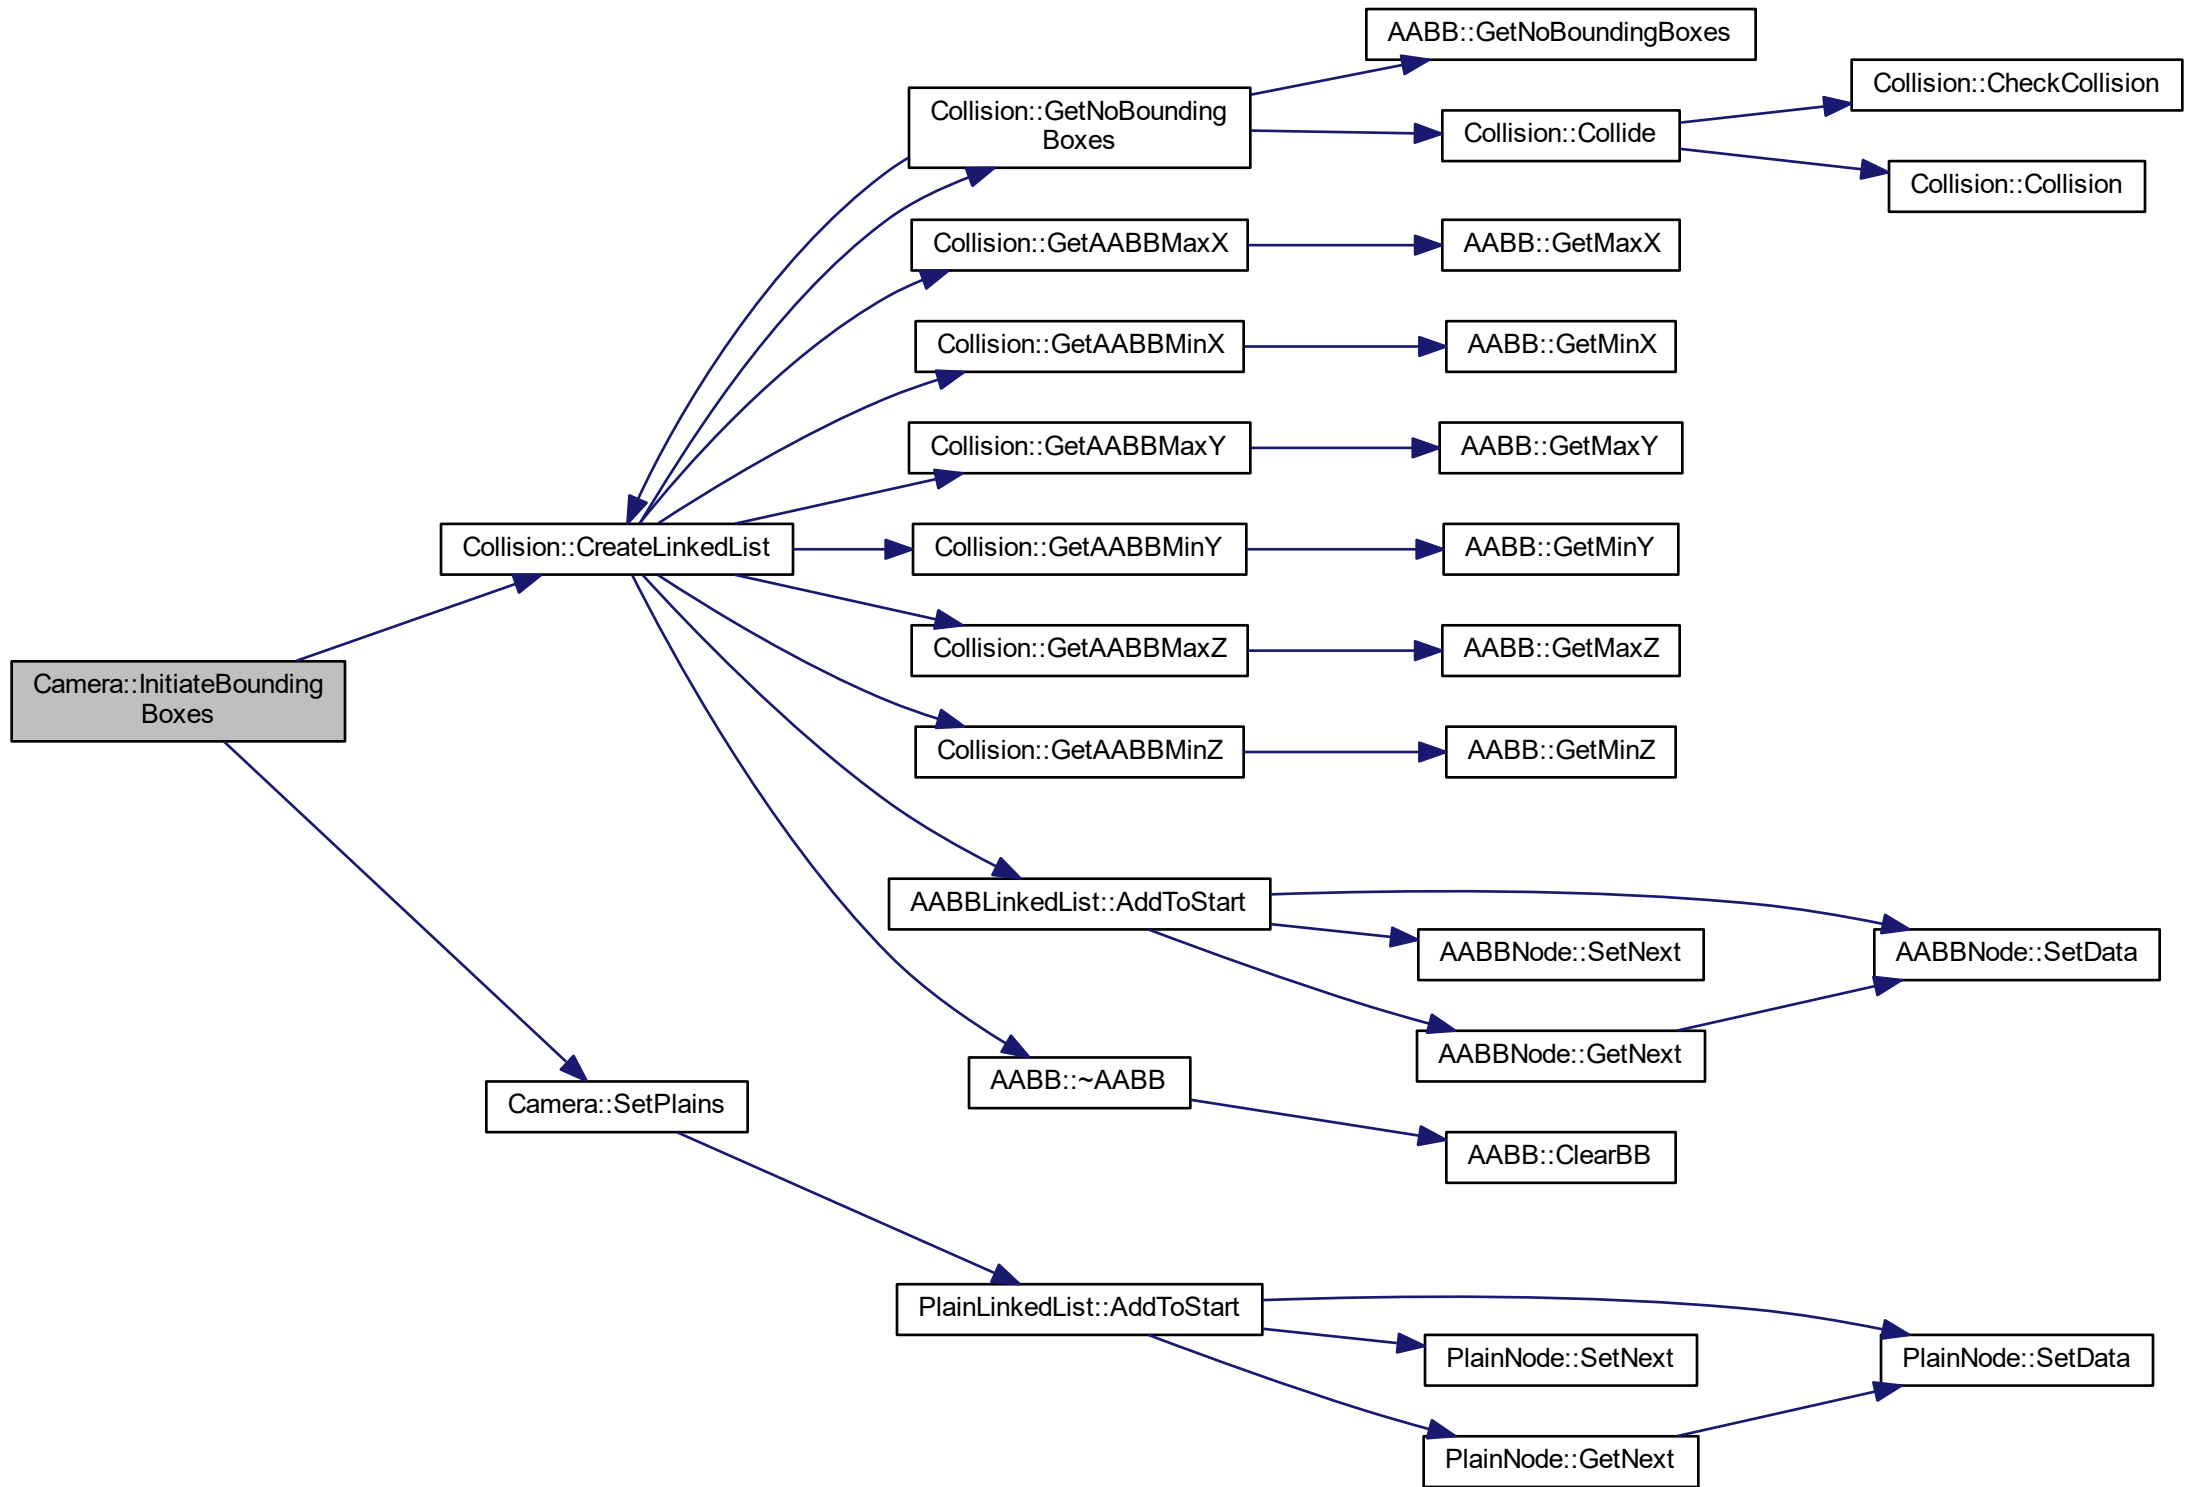 AABB::GetNoBoundingBoxes
Collision::CheckCollision
Collision::GetNoBounding
Boxes
Collision::Collide
Collision::Collision
Collision::GetAABBMaxX
AABB::GetMaxX
Collision::GetAABBMinX
AABB::GetMinX
Collision::GetAABBMaxY
AABB::GetMaxY
Collision::CreateLinkedList
Collision::GetAABBMinY
AABB::GetMinY
Collision::GetAABBMaxZ
AABB::GetMaxZ
Camera::InitiateBounding
Boxes
Collision::GetAABBMinZ
AABB::GetMinZ
AABBLinkedList::AddToStart
AABBNode::SetNext
AABBNode::SetData
AABBNode::GetNext
AABB::~AABB
Camera::SetPlains
AABB::ClearBB
PlainLinkedList::AddToStart
PlainNode::SetNext
PlainNode::SetData
PlainNode::GetNext